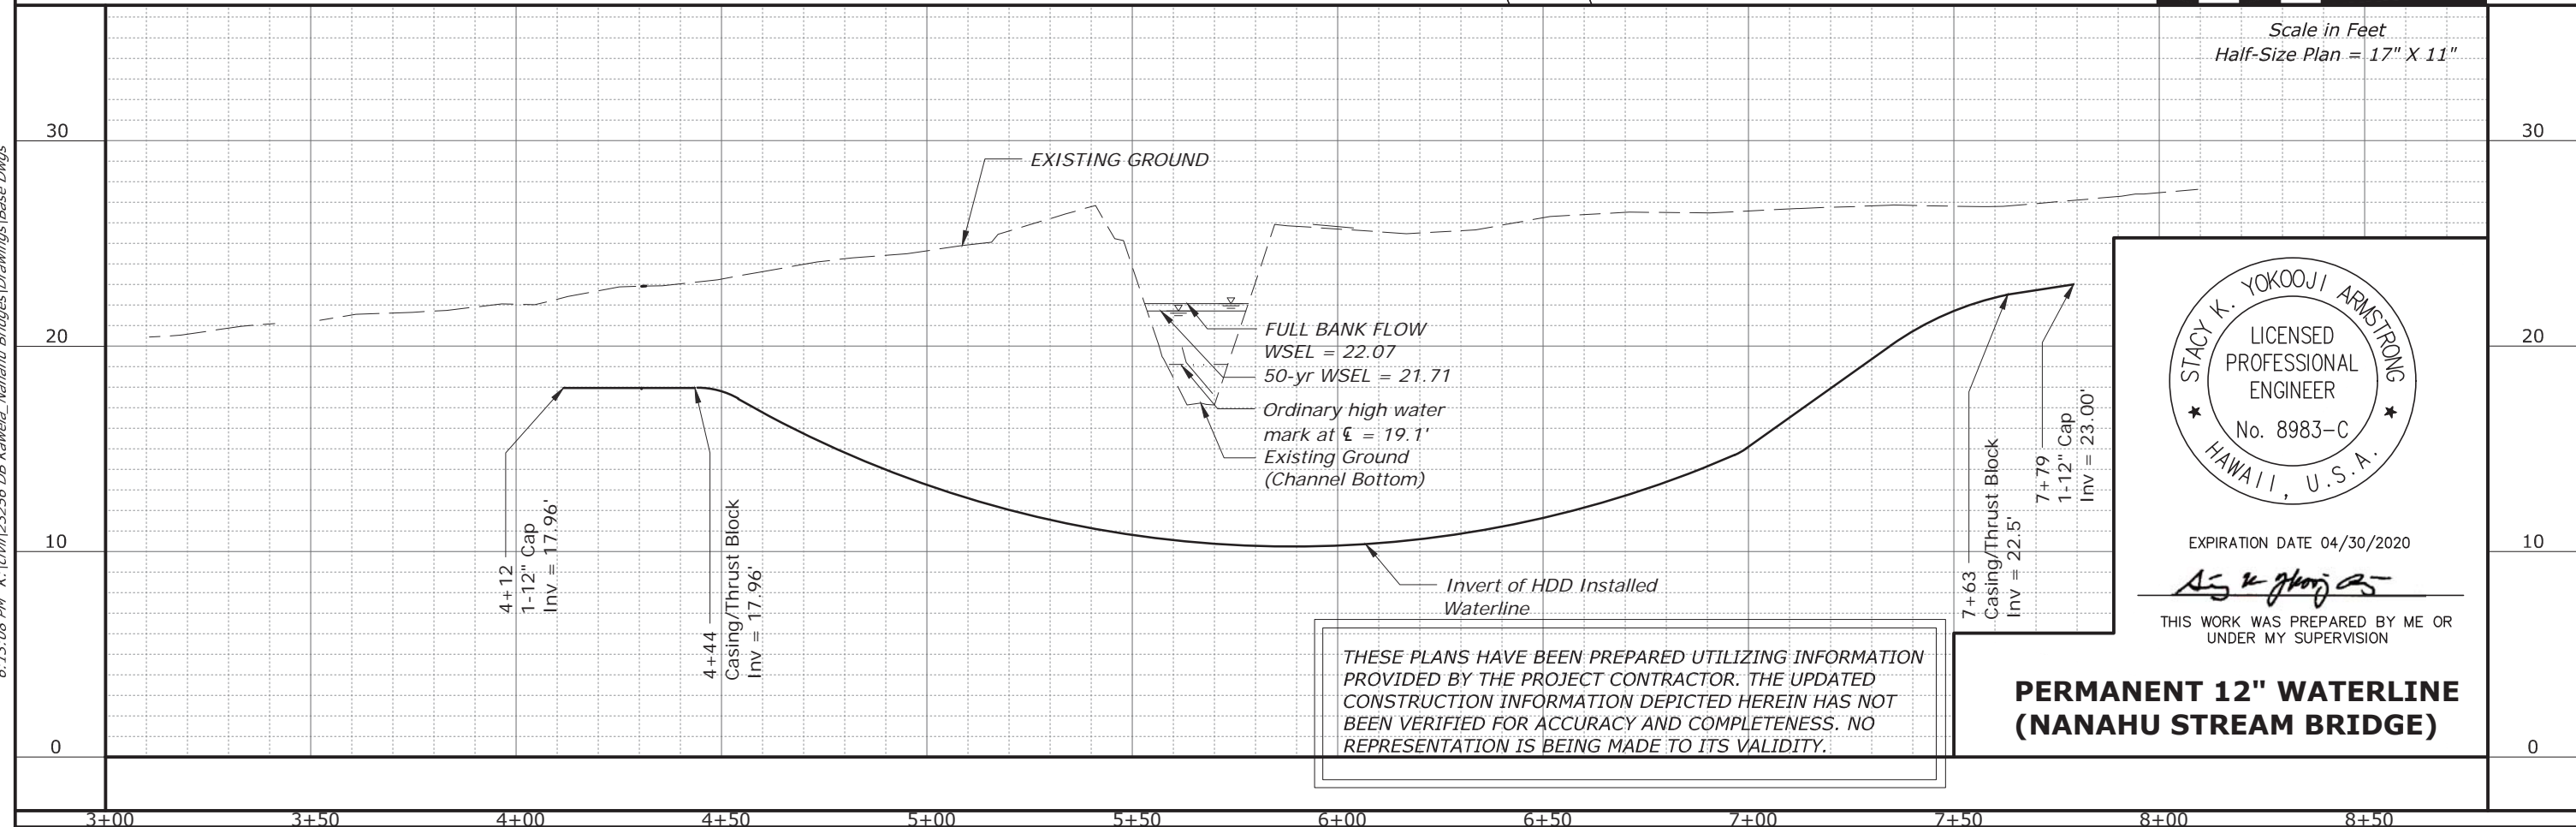 Scale in Feet
Half-Size Plan = 17" X 11"
30
30
EXISTING GROUND
20
20
FULL BANK FLOW
WSEL = 22.07
50-yr WSEL = 21.71
Ordinary high water
mark at ℄ = 19.1'
Existing Ground
(Channel Bottom)
4+12
1-12" Cap
Inv = 17.96'
4+44
Casing/Thrust Block
Inv = 17.96'
7+63
Casing/Thrust Block
Inv = 22.5'
7+79
1-12" Cap
Inv = 23.00'
10
10
Invert of HDD Installed
Waterline
STACY K. YOKOOJI ARMSTRONG
LICENSED
PROFESSIONAL
ENGINEER
No. 8983-C
★ HAWAII, U.S.A. ★
EXPIRATION DATE 04/30/2020
THIS WORK WAS PREPARED BY ME OR
UNDER MY SUPERVISION
THESE PLANS HAVE BEEN PREPARED UTILIZING INFORMATION
PROVIDED BY THE PROJECT CONTRACTOR. THE UPDATED
CONSTRUCTION INFORMATION DEPICTED HEREIN HAS NOT
BEEN VERIFIED FOR ACCURACY AND COMPLETENESS. NO
REPRESENTATION IS BEING MADE TO ITS VALIDITY.
PERMANENT 12" WATERLINE
(NANAHU STREAM BRIDGE)
0
0
3+00 3+50 4+00 4+50 5+00 5+50 6+00 6+50 7+00 7+50 8+00 8+50